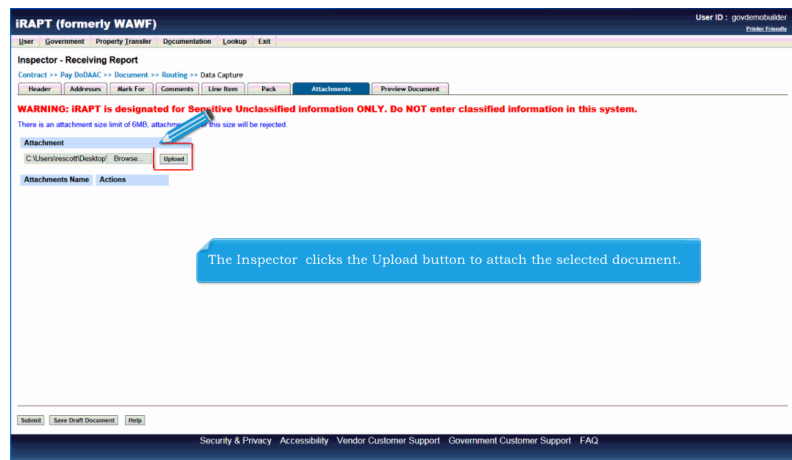 iRAPT (formerly WAWF)
User ID : govdemobuilder
Printer Friendly
User Government Property Transfer Documentation Lookup Exit
Inspector - Receiving Report
Contract >> Pay DoDAAC >> Document >> Routing >> Data Capture
Header Addresses Mark For Comments Line Item Pack Attachments Preview Document
WARNING: iRAPT is designated for Sensitive Unclassified information ONLY. Do NOT enter classified information in this system.
There is an attachment size limit of 6MB, attachments this size will be rejected.
Attachment
C:\Users\rescott\Desktop\ Browse... Upload
Attachments Name Actions
The Inspector clicks the Upload button to attach the selected document.
Submit Save Draft Document Help
Security & Privacy Accessibility Vendor Customer Support Government Customer Support FAQ